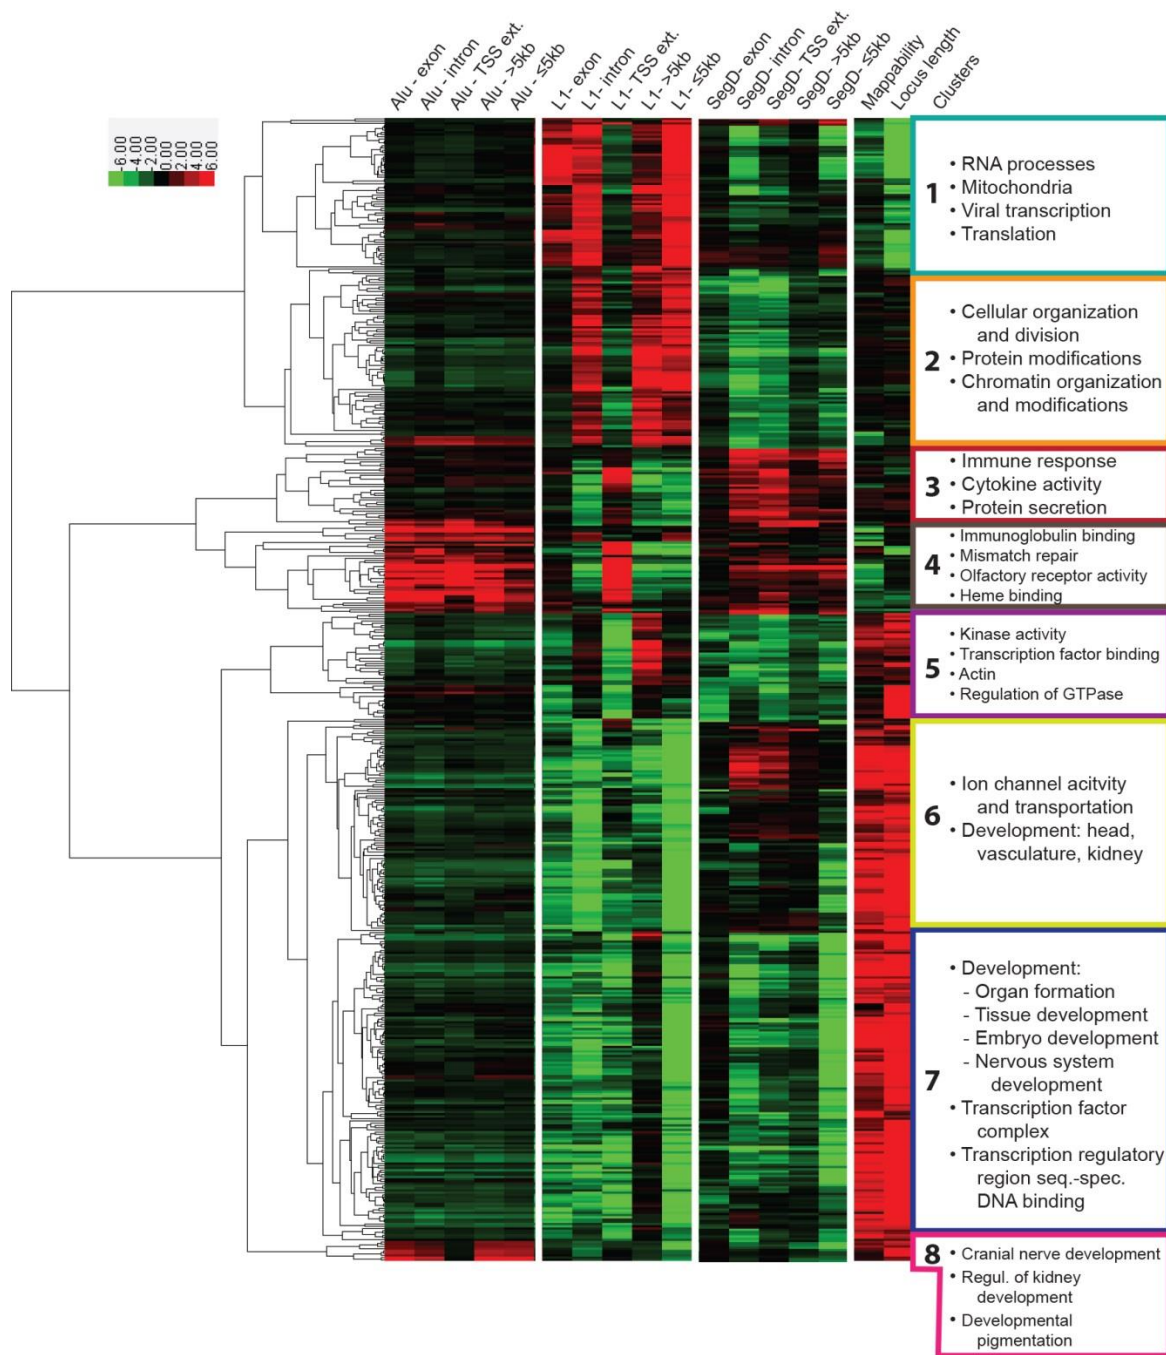 Alu - exon
Alu - intron
Alu - TSS ext.
Alu - >5kb
Alu - ≤5kb
L1- exon
L1- intron
L1- TSS ext.
L1- >5kb
L1- ≤5kb
SegD- exon
SegD- intron
SegD- TSS ext.
SegD- >5kb
SegD- ≤5kb
Mappability
Locus length
Clusters
-6.00
-4.00
-2.00
0.00
2.00
4.00
6.00
1
• RNA processes
• Mitochondria
• Viral transcription
• Translation
2
• Cellular organization
and division
• Protein modifications
• Chromatin organization
and modifications
3
• Immune response
• Cytokine activity
• Protein secretion
4
• Immunoglobulin binding
• Mismatch repair
• Olfactory receptor activity
• Heme binding
5
• Kinase activity
• Transcription factor binding
• Actin
• Regulation of GTPase
6
• Ion channel acitvity
and transportation
• Development: head,
vasculature, kidney
7
• Development:
- Organ formation
- Tissue development
- Embryo development
- Nervous system
development
• Transcription factor
complex
• Transcription regulatory
region seq.-spec.
DNA binding
8
• Cranial nerve development
• Regul. of kidney
development
• Developmental
pigmentation